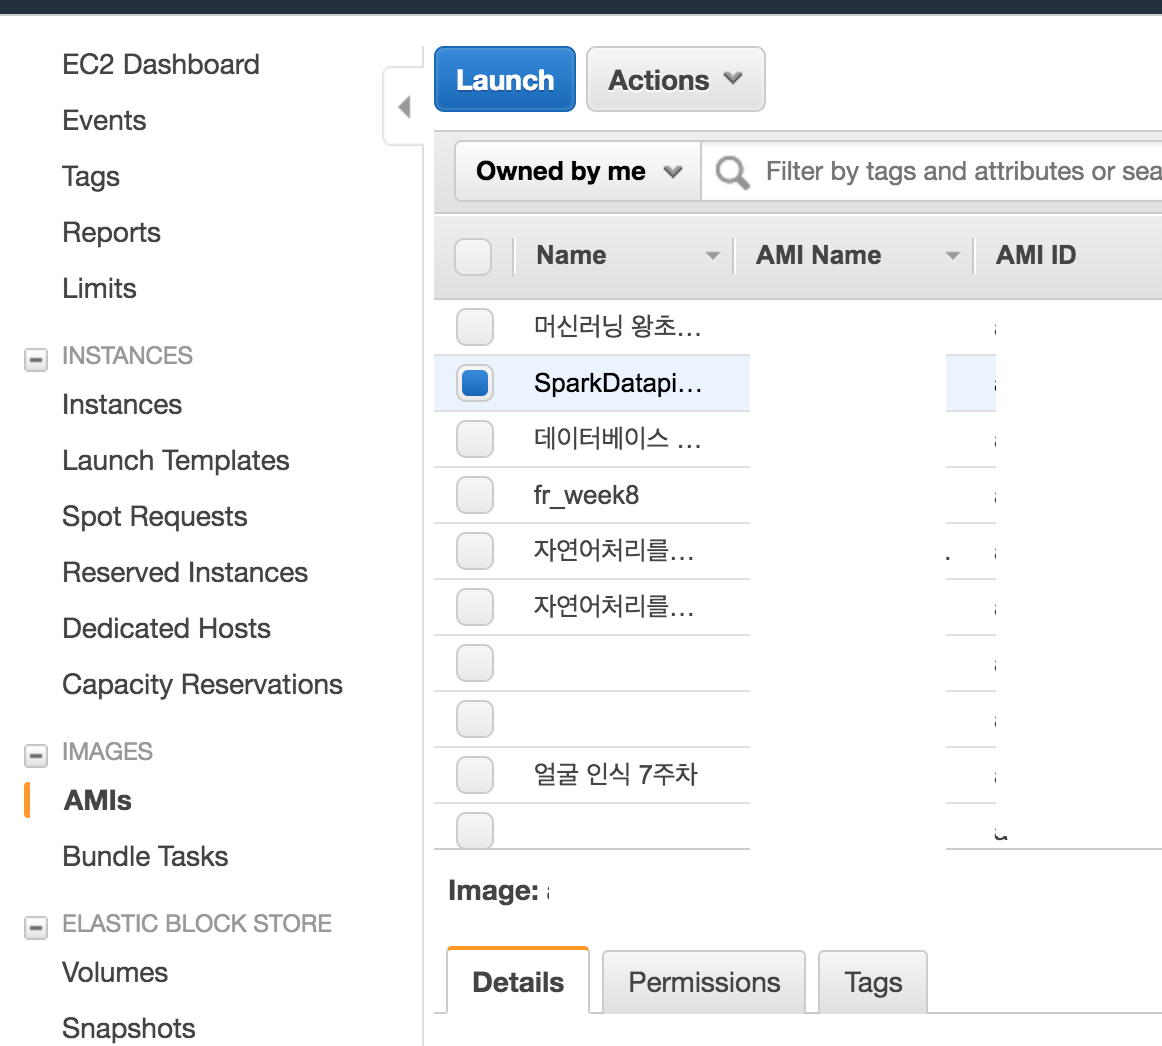 EC2 Dashboard
Events
Tags
Reports
Limits
INSTANCES
Instances
Launch Templates
Spot Requests
Reserved Instances
Dedicated Hosts
Capacity Reservations
IMAGES
AMIs
Bundle Tasks
ELASTIC BLOCK STORE
Volumes
Snapshots
Launch
Actions
Owned by me
Filter by tags and attributes or sea
Name
AMI Name
AMI ID
머신러닝 왕초...
SparkDatapi...
데이터베이스 ...
fr_week8
자연어처리를...
자연어처리를...
얼굴 인식 7주차
Image:
Details
Permissions
Tags